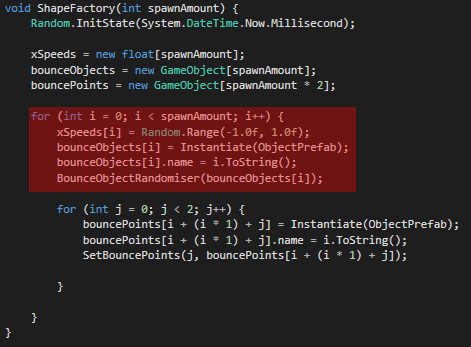 void ShapeFactory(int spawnAmount) {
Random.InitState(System.DateTime.Now.Millisecond);
xSpeeds = new float[spawnAmount];
bounceObjects = new GameObject[spawnAmount];
bouncePoints = new GameObject[spawnAmount * 2];
for (int i = 0; i < spawnAmount; i++) {
xSpeeds[i] = Random.Range(-1.0f, 1.0f);
bounceObjects[i] = Instantiate(ObjectPrefab);
bounceObjects[i].name = i.ToString();
BounceObjectRandomiser(bounceObjects[i]);
for (int j = 0; j < 2; j++) {
bouncePoints[i + (i * 1) + j] = Instantiate(ObjectPrefab);
bouncePoints[i + (i * 1) + j].name = i.ToString();
SetBouncePoints(j, bouncePoints[i + (i * 1) + j]);
}
}
}